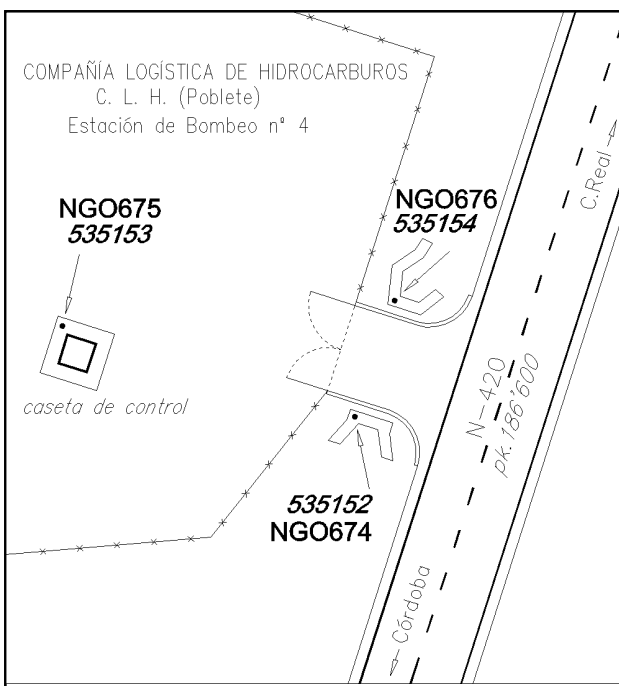 COMPAÑÍA LOGÍSTICA DE HIDROCARBUROS
C. L. H. (Poblete)
Estación de Bombeo nº 4
NGO675
535153
NGO676
535154
C.Real
caseta de control
N-420
pk.186'600
535152
NGO674
Córdoba